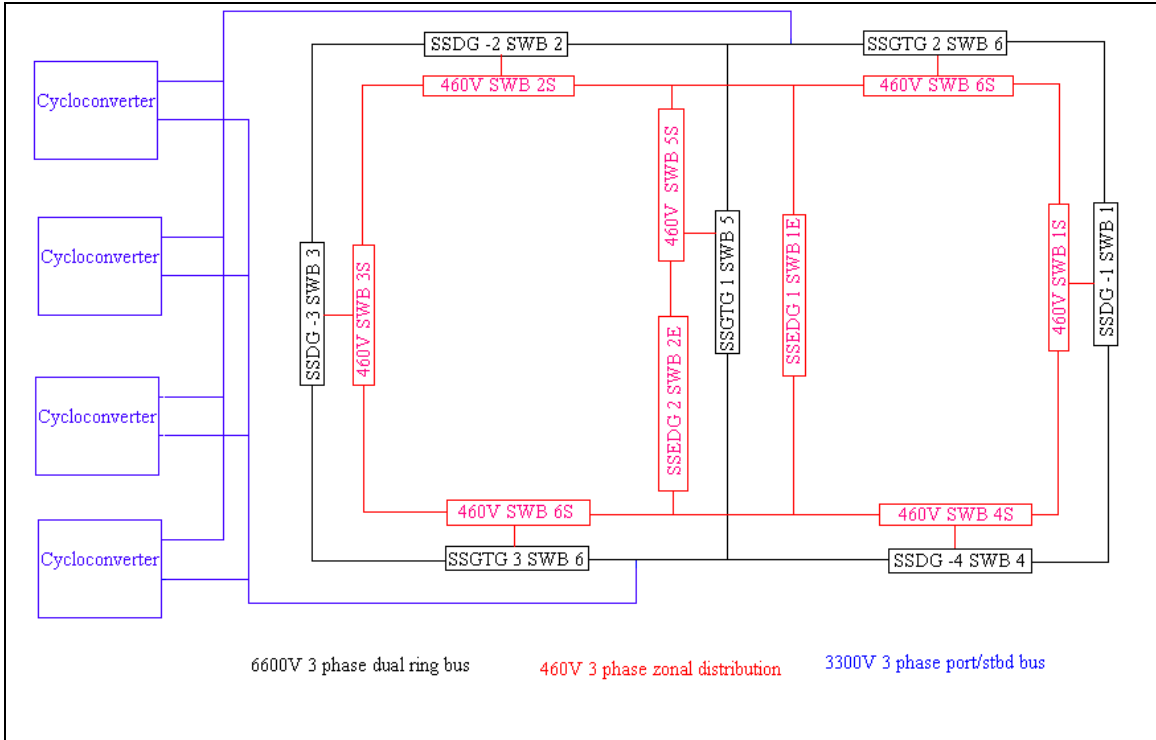 SSDG -2 SWB 2
SSGTG 2 SWB 6
460V SWB 2S
460V SWB 6S
Cycloconverter
460V SWB 5S
SSGTG 1 SWB 5
SSEDG 1 SWB 1E
460V SWB 1S
SSDG -1 SWB 1
Cycloconverter
SSDG -3 SWB 3
460V SWB 3S
SSEDG 2 SWB 2E
Cycloconverter
460V SWB 6S
460V SWB 4S
SSGTG 3 SWB 6
SSDG -4 SWB 4
Cycloconverter
6600V 3 phase dual ring bus
460V 3 phase zonal distribution
3300V 3 phase port/stbd bus